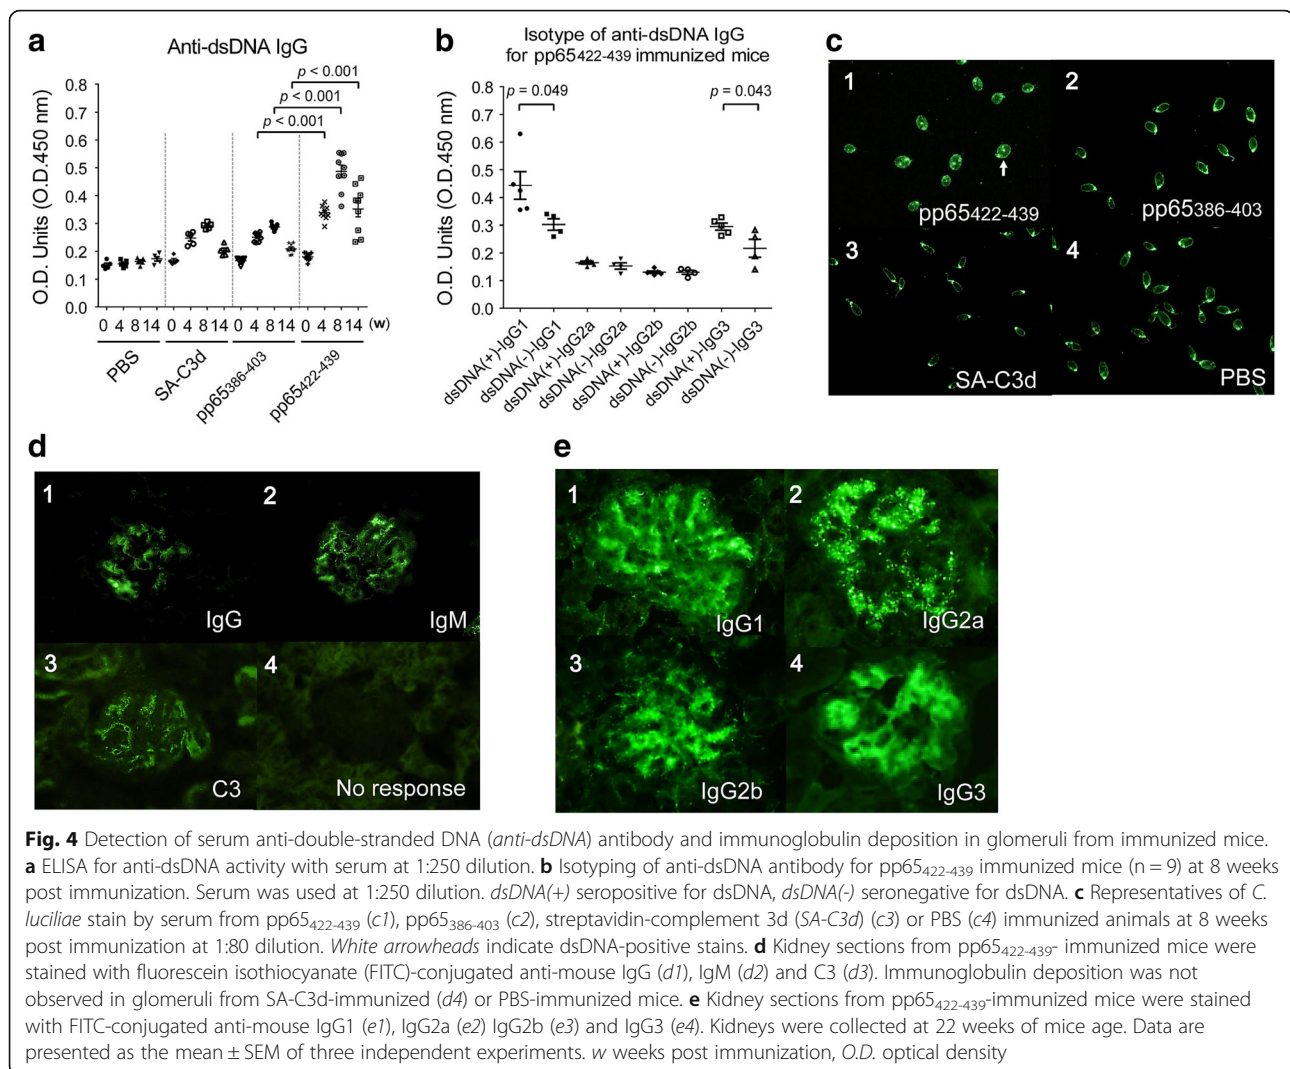 a
Anti-dsDNA IgG
p < 0.001
p < 0.001
p < 0.001
O.D. Units (O.D.450 nm)
0.8
0.7
0.6
0.5
0.4
0.3
0.2
0.1
0.0
0 4 8 14 0 4 8 14 0 4 8 14 0 4 8 14 (w)
PBS
SA-C3d
pp65386-403
pp65422-439
b
Isotype of anti-dsDNA IgG
for pp65422-439 immunized mice
p = 0.049
p = 0.043
O.D. Units (O.D.450 nm)
0.8
0.7
0.6
0.5
0.4
0.3
0.2
0.1
0.0
dsDNA(+)-IgG1
dsDNA(-)-IgG1
dsDNA(+)-IgG2a
dsDNA(-)-IgG2a
dsDNA(+)-IgG2b
dsDNA(-)-IgG2b
dsDNA(+)-IgG3
dsDNA(-)-IgG3
c
1
pp65422-439
2
pp65386-403
3
SA-C3d
4
PBS
d
1
IgG
2
IgM
3
C3
4
No response
e
1
IgG1
2
IgG2a
3
IgG2b
4
IgG3
Fig. 4 Detection of serum anti-double-stranded DNA (anti-dsDNA) antibody and immunoglobulin deposition in glomeruli from immunized mice.
a ELISA for anti-dsDNA activity with serum at 1:250 dilution. b Isotyping of anti-dsDNA antibody for pp65422-439 immunized mice (n = 9) at 8 weeks
post immunization. Serum was used at 1:250 dilution. dsDNA(+) seropositive for dsDNA, dsDNA(-) seronegative for dsDNA. c Representatives of C.
luciliae stain by serum from pp65422-439 (c1), pp65386-403 (c2), streptavidin-complement 3d (SA-C3d) (c3) or PBS (c4) immunized animals at 8 weeks
post immunization at 1:80 dilution. White arrowheads indicate dsDNA-positive stains. d Kidney sections from pp65422-439- immunized mice were
stained with fluorescein isothiocyanate (FITC)-conjugated anti-mouse IgG (d1), IgM (d2) and C3 (d3). Immunoglobulin deposition was not
observed in glomeruli from SA-C3d-immunized (d4) or PBS-immunized mice. e Kidney sections from pp65422-439-immunized mice were stained
with FITC-conjugated anti-mouse IgG1 (e1), IgG2a (e2) IgG2b (e3) and IgG3 (e4). Kidneys were collected at 22 weeks of mice age. Data are
presented as the mean ± SEM of three independent experiments. w weeks post immunization, O.D. optical density